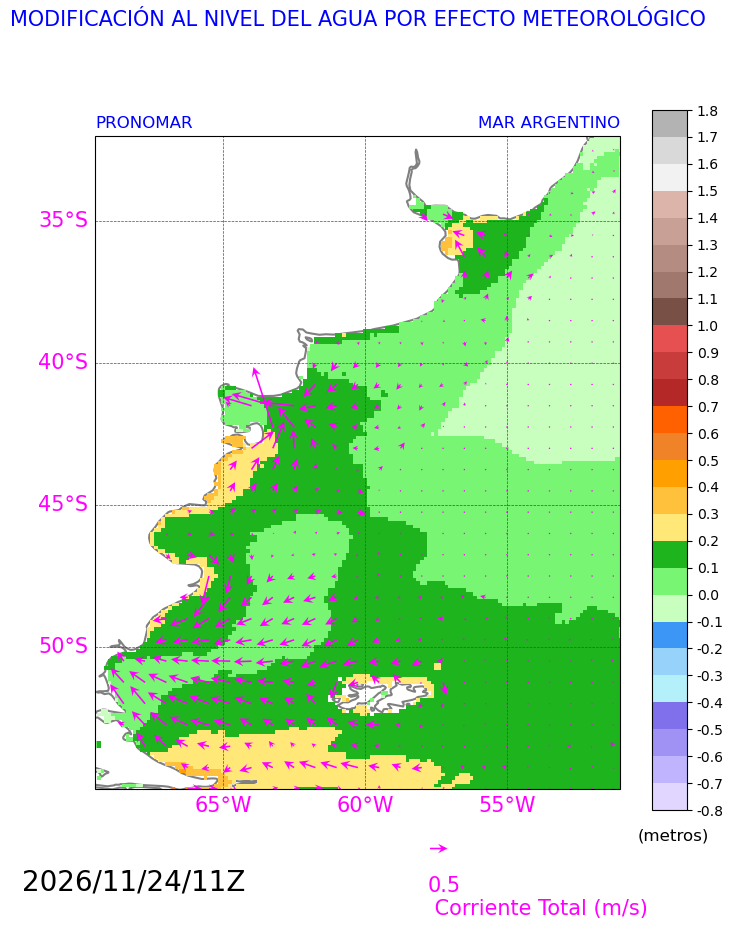 MODIFICACIÓN AL NIVEL DEL AGUA POR EFECTO METEOROLÓGICO
PRONOMAR MAR ARGENTINO
35°S
40°S
45°S
50°S
65°W 60°W 55°W
1.8
1.7
1.6
1.5
1.4
1.3
1.2
1.1
1.0
0.9
0.8
0.7
0.6
0.5
0.4
0.3
0.2
0.1
0.0
-0.1
-0.2
-0.3
-0.4
-0.5
-0.6
-0.7
-0.8
(metros)
2026/11/24/11Z
0.5
Corriente Total (m/s)